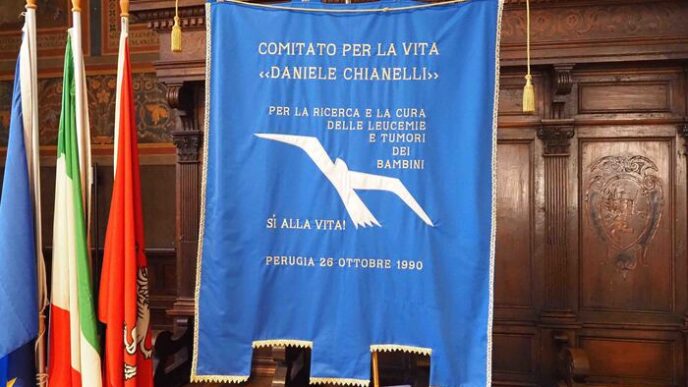 COMITATO PER LA VITA
‹‹DANIELE CHIANELLI››
PER LA RICERCA E LA CURA
DELLE LEUCEMIE
E TUMORI
DEI
BAMBINI
SÌ ALLA VITA!
PERUGIA 26 OTTOBRE 1990